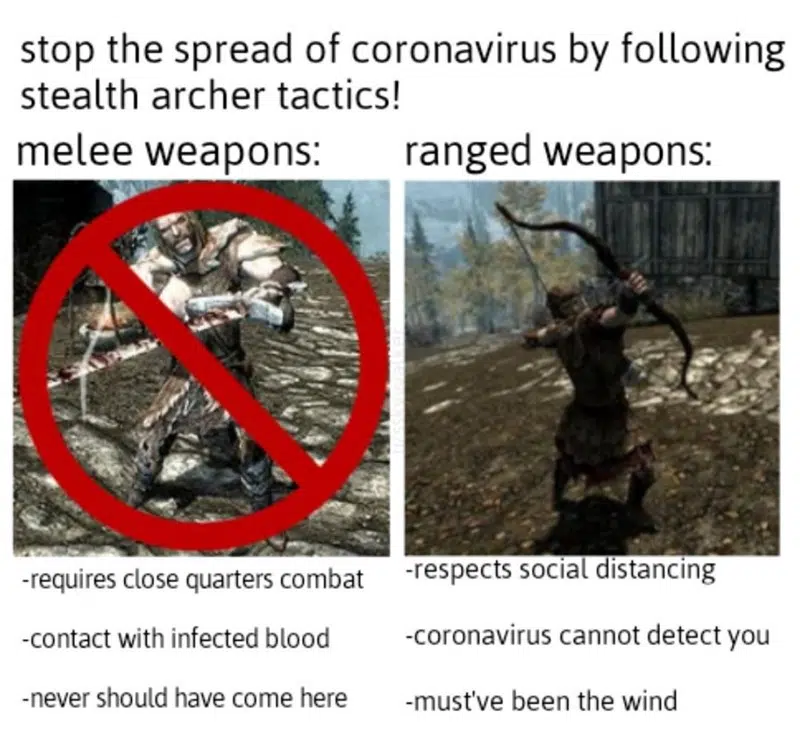 stop the spread of coronavirus by following
stealth archer tactics!
melee weapons:
ranged weapons:
-requires close quarters combat
-contact with infected blood
-never should have come here
-respects social distancing
-coronavirus cannot detect you
-must've been the wind